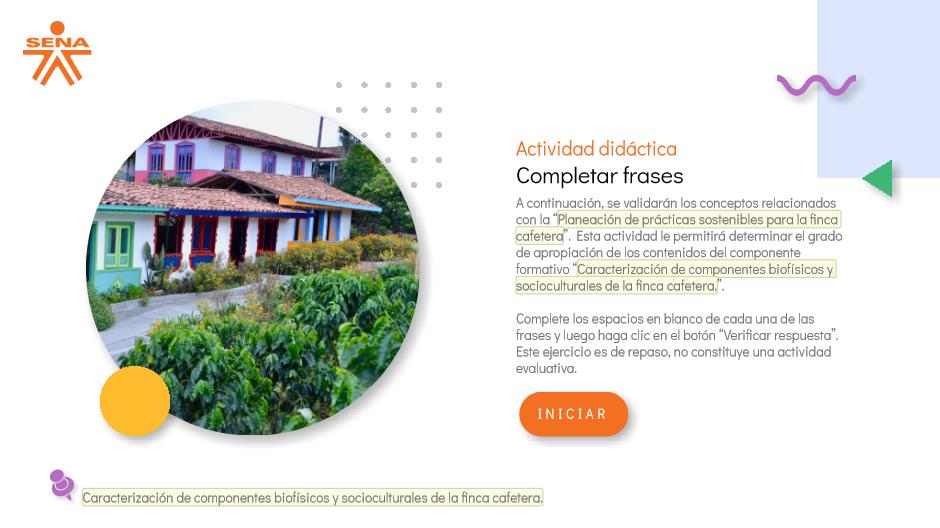 SENA
Actividad didáctica
Completar frases
A continuación, se validarán los conceptos relacionados
con la “Planeación de prácticas sostenibles para la finca
cafetera”. Esta actividad le permitirá determinar el grado
de apropiación de los contenidos del componente
formativo “Caracterización de componentes biofísicos y
socioculturales de la finca cafetera.”.
Complete los espacios en blanco de cada una de las
frases y luego haga clic en el botón “Verificar respuesta”.
Este ejercicio es de repaso, no constituye una actividad
evaluativa.
INICIAR
Caracterización de componentes biofísicos y socioculturales de la finca cafetera.